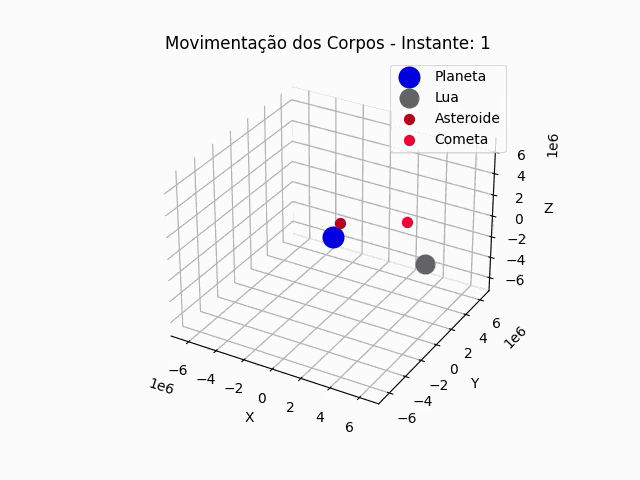 Movimentação dos Corpos - Instante: 1
Planeta
Lua
Asteroide
Cometa
1e6
6
4
2
0
−2
−4
−6
Z
−6
−4
−2
0
2
4
6
1e6
X
−6
−4
−2
0
2
4
6
1e6
Y